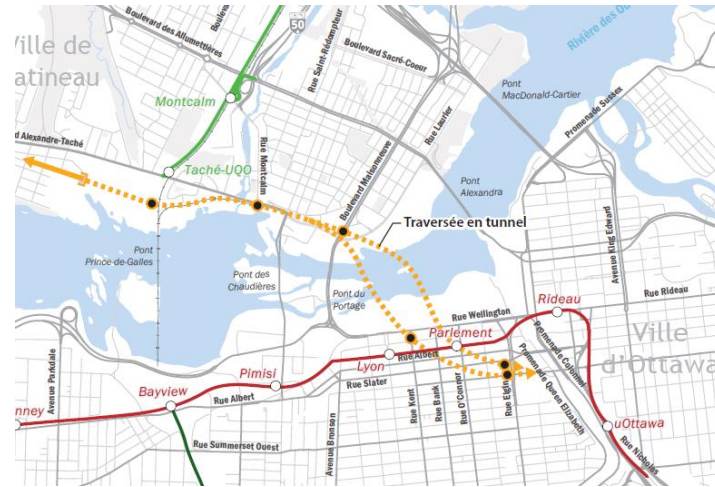 Boulevard des Allumettières
Boulevard
50
Rue Saint-Rédempteur
Boulevard Sacré-Coeur
Rivière des Ou
ille de
atineau
Pont
MacDonald-Cartier
Promenade Sussex
Montcalm
Rue Laurier
d Alexandre-Taché
Rue Montcalm
Boulevard Maisonneuve
Taché-UQO
Pont
Alexandra
Traversée en tunnel
Avenue King Edward
Pont
Prince-de-Galles
Pont des
Chaudières
Pont du
Portage
Rue Wellington
Rideau
Rue Rideau
Parlement
Ville
d'Ottawa
Avenue Parkdale
Pimisi
Lyon
Rue Albert
Promenade Colonel
Promenade Queen Elizabeth
Bayview
Rue Albert
Rue Slater
Rue Kent
Rue Bank
Rue O'Connor
Rue Elgin
nney
Avenue Bronson
uOttawa
Rue Summerset Ouest
Rue Nicholas